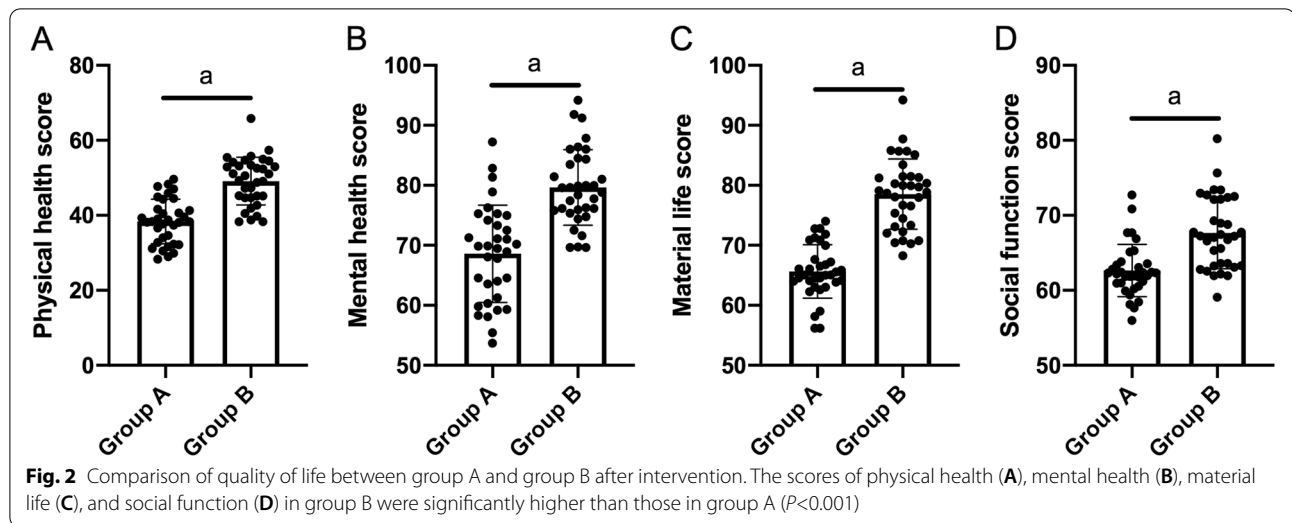 A
B
C
D
Physical health score
80
60
40
20
0
a
Group A
Group B
Mental health score
100
90
80
70
60
50
a
Group A
Group B
Material life score
100
90
80
70
60
50
a
Group A
Group B
Social function score
90
80
70
60
50
a
Group A
Group B
Fig. 2 Comparison of quality of life between group A and group B after intervention. The scores of physical health (A), mental health (B), material
life (C), and social function (D) in group B were significantly higher than those in group A (P<0.001)